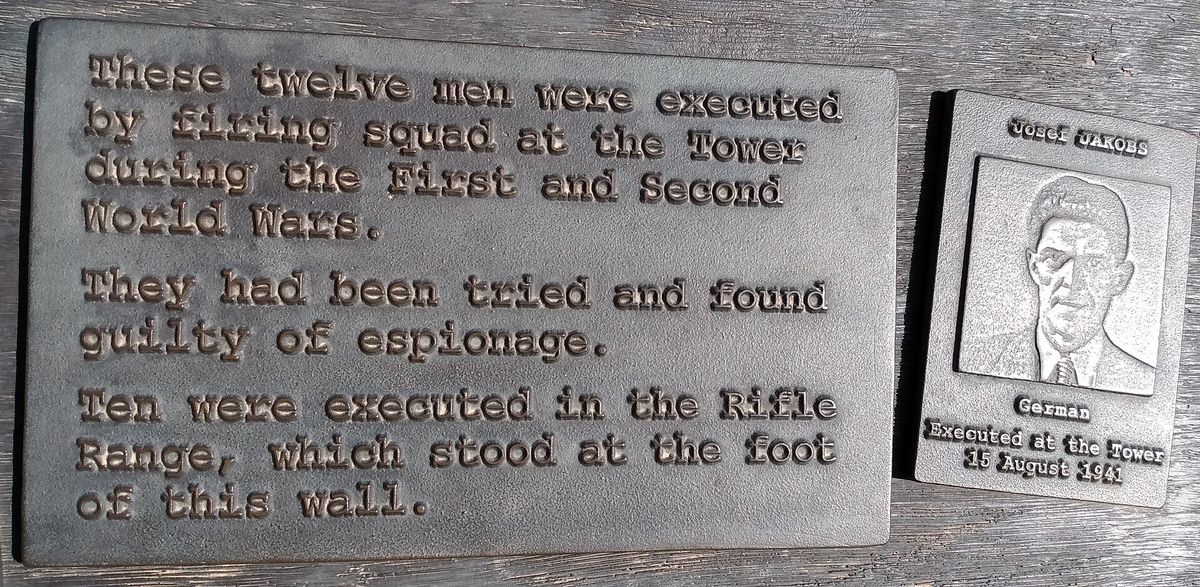 These twelve men were executed
by firing squad at the Tower
during the First and Second
World Wars.
They had been tried and found
guilty of espionage.
Ten were executed in the Rifle
Range, which stood at the foot
of this wall.
Josef JAKOBS
German
Executed at the Tower
15 August 1941